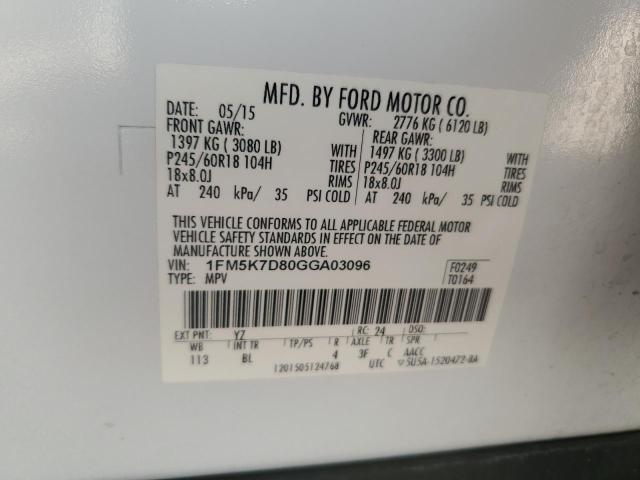 MFD. BY FORD MOTOR CO.
DATE: 05/15 GVWR: 2776 KG ( 6120 LB)
FRONT GAWR: REAR GAWR:
1397 KG ( 3080 LB) WITH 1497 KG ( 3300 LB) WITH
P245/60R18 104H TIRES P245/60R18 104H TIRES
18x8.0J RIMS 18x8.0J RIMS
AT 240 kPa/ 35 PSI COLD AT 240 kPa/ 35 PSI COLD
THIS VEHICLE CONFORMS TO ALL APPLICABLE FEDERAL MOTOR
VEHICLE SAFETY STANDARDS IN EFFECT ON THE DATE OF
MANUFACTURE SHOWN ABOVE.
VIN: 1FM5K7D80GGA03096 F0249
TYPE: MPV T0164
EXT PNT: YZ RC: 24 DSO:
WB INT TR TP/PS R AXLE TR SPR
113 BL 4 3F C AACC
1201505124768 UTC ▽5U5A-1520472-BA